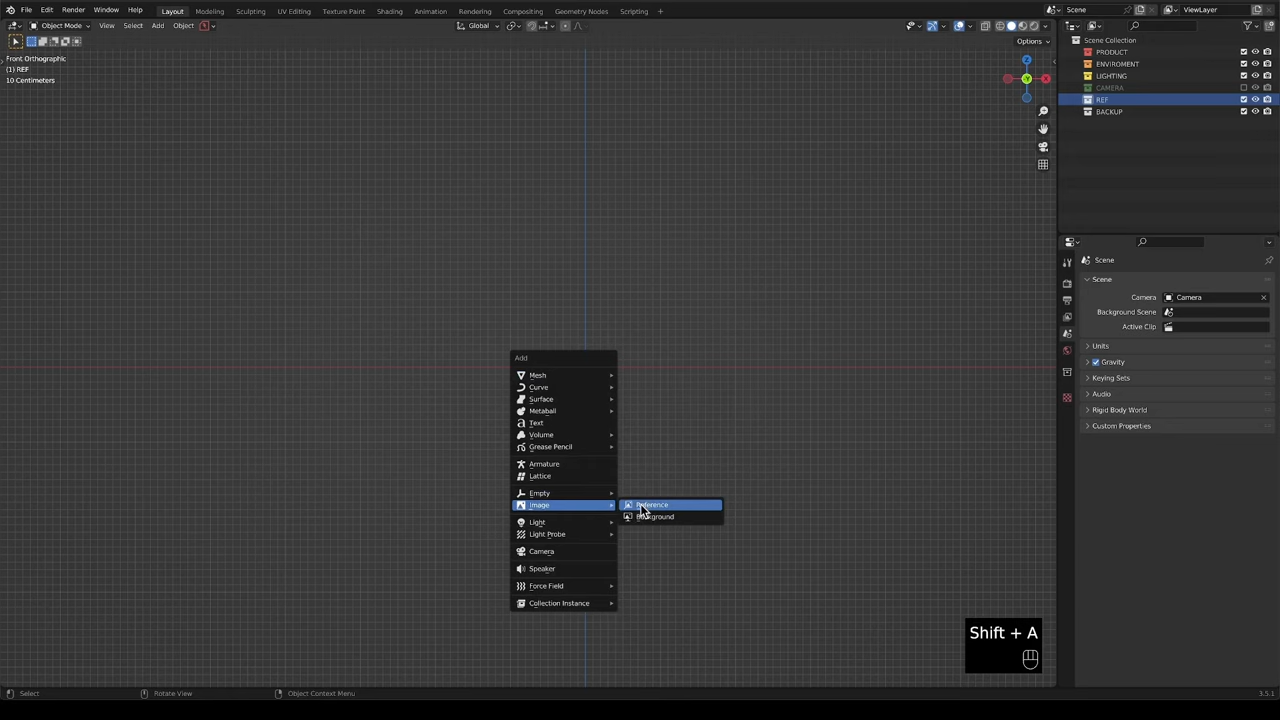 File Edit Render Window Help
Layout Modeling Sculpting UV Editing Texture Paint Shading Animation Rendering Compositing Geometry Nodes Scripting
Scene
ViewLayer
Object Mode View Select Add Object
Global
Options
Front Orthographic
(1) REF
10 Centimeters
Z
Y
X
Scene Collection
PRODUCT
ENVIROMENT
LIGHTING
CAMERA
REF
BACKUP
Scene
Scene
Camera Camera
Background Scene
Active Clip
Units
Gravity
Keying Sets
Audio
Rigid Body World
Custom Properties
Add
Mesh
Curve
Surface
Metaball
Text
Volume
Grease Pencil
Armature
Lattice
Empty
Image
Reference
Background
Light
Light Probe
Camera
Speaker
Force Field
Collection Instance
Shift + A
Select
Rotate View
Object Context Menu
3.5.1